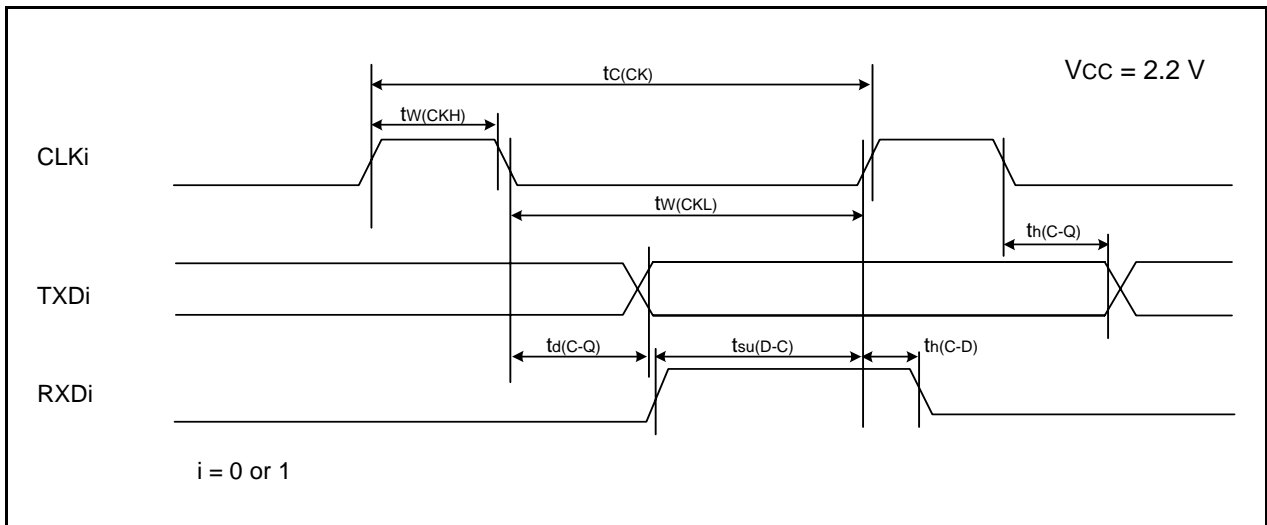 tC(CK)
VCC = 2.2 V
tW(CKH)
CLKi
tW(CKL)
th(C-Q)
TXDi
td(C-Q)
tsu(D-C)
th(C-D)
RXDi
i = 0 or 1